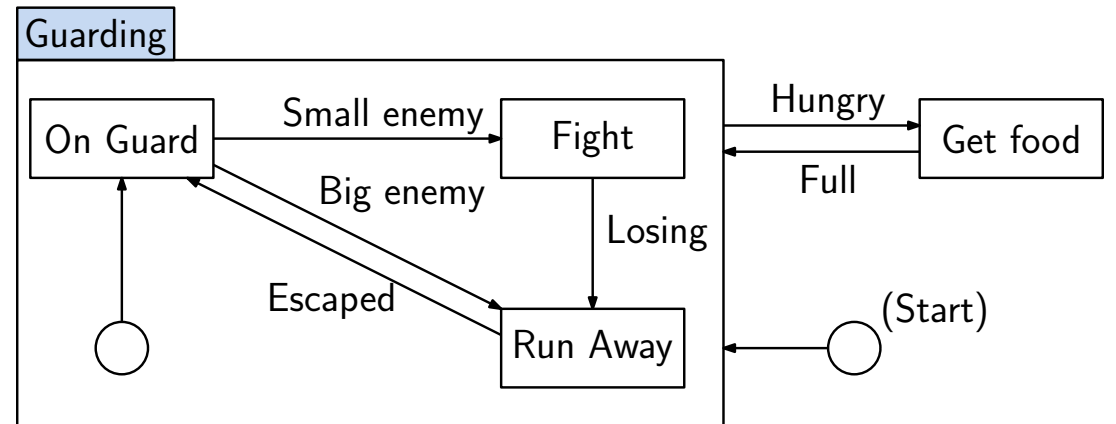 Guarding
On Guard
Small enemy
Fight
Hungry
Get food
Full
Big enemy
Losing
Escaped
Run Away
(Start)